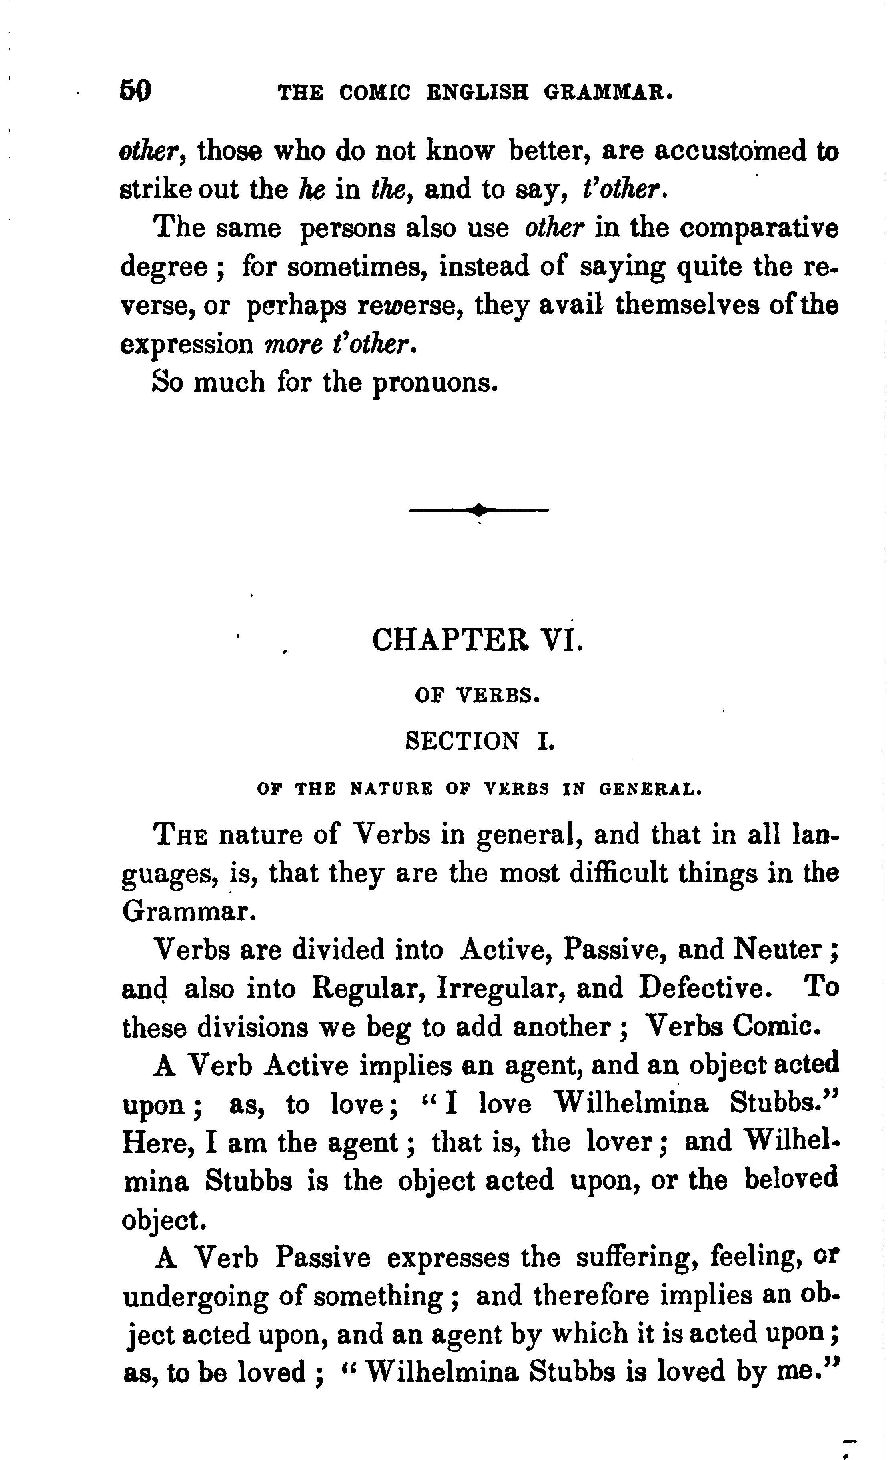 50 THE COMIC ENGLISH GRAMMAR.
other, those who do not know better, are accustomed to
strike out the he in the, and to say, t'other.
The same persons also use other in the comparative
degree ; for sometimes, instead of saying quite the re-
verse, or perhaps rewerse, they avail themselves of the
expression more t'other.
So much for the pronuons.
CHAPTER VI.
OF VERBS.
SECTION I.
OF THE NATURE OF VERBS IN GENERAL.
THE nature of Verbs in general, and that in all lan-
guages, is, that they are the most difficult things in the
Grammar.
Verbs are divided into Active, Passive, and Neuter ;
and also into Regular, Irregular, and Defective. To
these divisions we beg to add another ; Verbs Comic.
A Verb Active implies an agent, and an object acted
upon ; as, to love ; “ I love Wilhelmina Stubbs.”
Here, I am the agent ; that is, the lover ; and Wilhel-
mina Stubbs is the object acted upon, or the beloved
object.
A Verb Passive expresses the suffering, feeling, or
undergoing of something ; and therefore implies an ob-
ject acted upon, and an agent by which it is acted upon ;
as, to be loved ; “ Wilhelmina Stubbs is loved by me.”